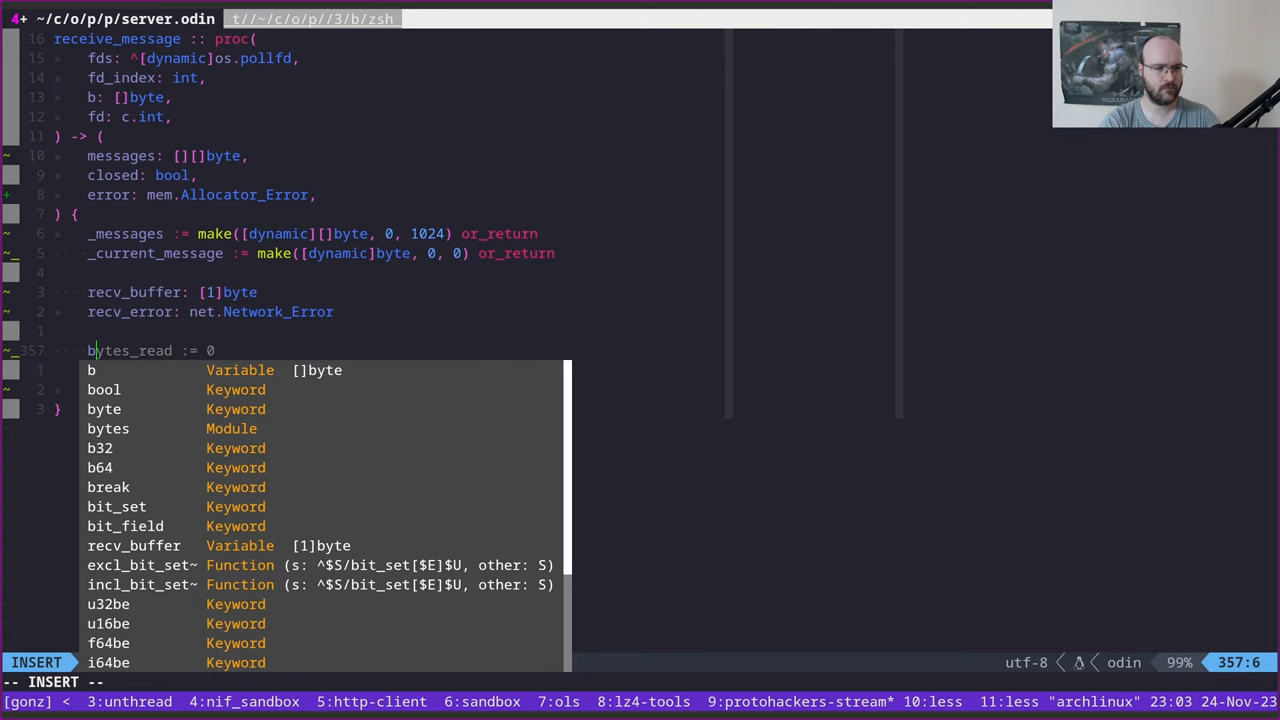 4+ ~/c/o/p/p/server.odin t//~/c/o/p//3/b/zsh
16 receive_message :: proc(
15 » fds: ^[dynamic]os.pollfd,
14 » fd_index: int,
13 » b: []byte,
12 » fd: c.int,
11 ) -> (
~ 10 » messages: [][]byte,
9 » closed: bool,
+ 8 » error: mem.Allocator_Error,
7 ) {
~ 6 » _messages := make([dynamic][]byte, 0, 1024) or_return
~_ 5 ···· _current_message := make([dynamic]byte, 0, 0) or_return
4
3 ···· recv_buffer: [1]byte
~ 2 » recv_error: net.Network_Error
1
~_357 ···· bytes_read := 0
1 b Variable []byte
~ 2 » bool Keyword
3 } byte Keyword
~ bytes Module
~ b32 Keyword
~ b64 Keyword
~ break Keyword
~ bit_set Keyword
~ bit_field Keyword
~ recv_buffer Variable [1]byte
~ excl_bit_set~ Function (s: ^$S/bit_set[$E]$U, other: S)
~ incl_bit_set~ Function (s: ^$S/bit_set[$E]$U, other: S)
~ u32be Keyword
~ u16be Keyword
~ f64be Keyword
INSERT i64be Keyword utf-8 odin 99% 357:6
-- INSERT --
[gonz] < 3:unthread 4:nif_sandbox 5:http-client 6:sandbox 7:ols 8:lz4-tools 9:protohackers-stream* 10:less 11:less "archlinux" 23:03 24-Nov-23